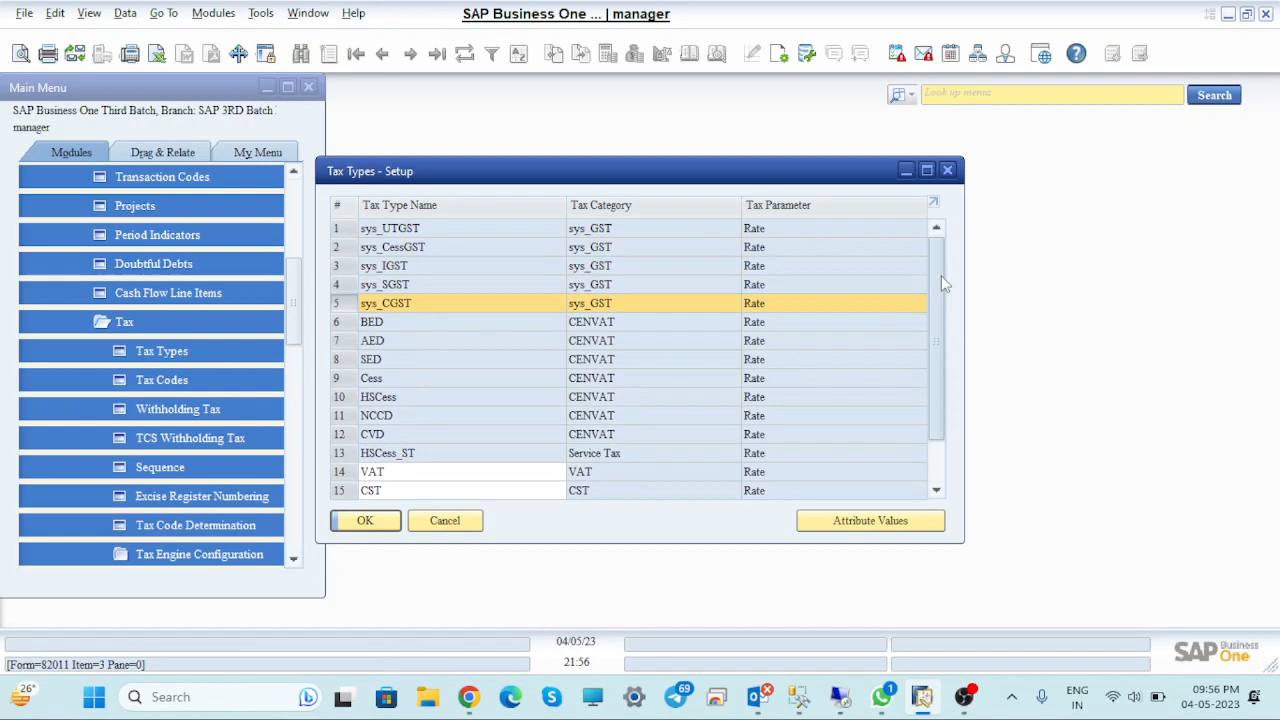 File Edit View Data Go To Modules Tools Window Help
SAP Business One ... | manager
Main Menu
SAP Business One Third Batch, Branch: SAP 3RD Batch
manager
Look up menus
Search
Modules Drag & Relate My Menu
Transaction Codes
Projects
Period Indicators
Doubtful Debts
Cash Flow Line Items
Tax
Tax Types
Tax Codes
Withholding Tax
TCS Withholding Tax
Sequence
Excise Register Numbering
Tax Code Determination
Tax Engine Configuration
Tax Types - Setup
# Tax Type Name Tax Category Tax Parameter
1 sys_UTGST sys_GST Rate
2 sys_CessGST sys_GST Rate
3 sys_IGST sys_GST Rate
4 sys_SGST sys_GST Rate
5 sys_CGST sys_GST Rate
6 BED CENVAT Rate
7 AED CENVAT Rate
8 SED CENVAT Rate
9 Cess CENVAT Rate
10 HSCess CENVAT Rate
11 NCCD CENVAT Rate
12 CVD CENVAT Rate
13 HSCess_ST Service Tax Rate
14 VAT VAT Rate
15 CST CST Rate
OK Cancel Attribute Values
04/05/23
[Form=82011 Item=3 Pane=0] 21:56
SAP Business One
26° Search 69 1 ENG IN 09:56 PM 04-05-2023